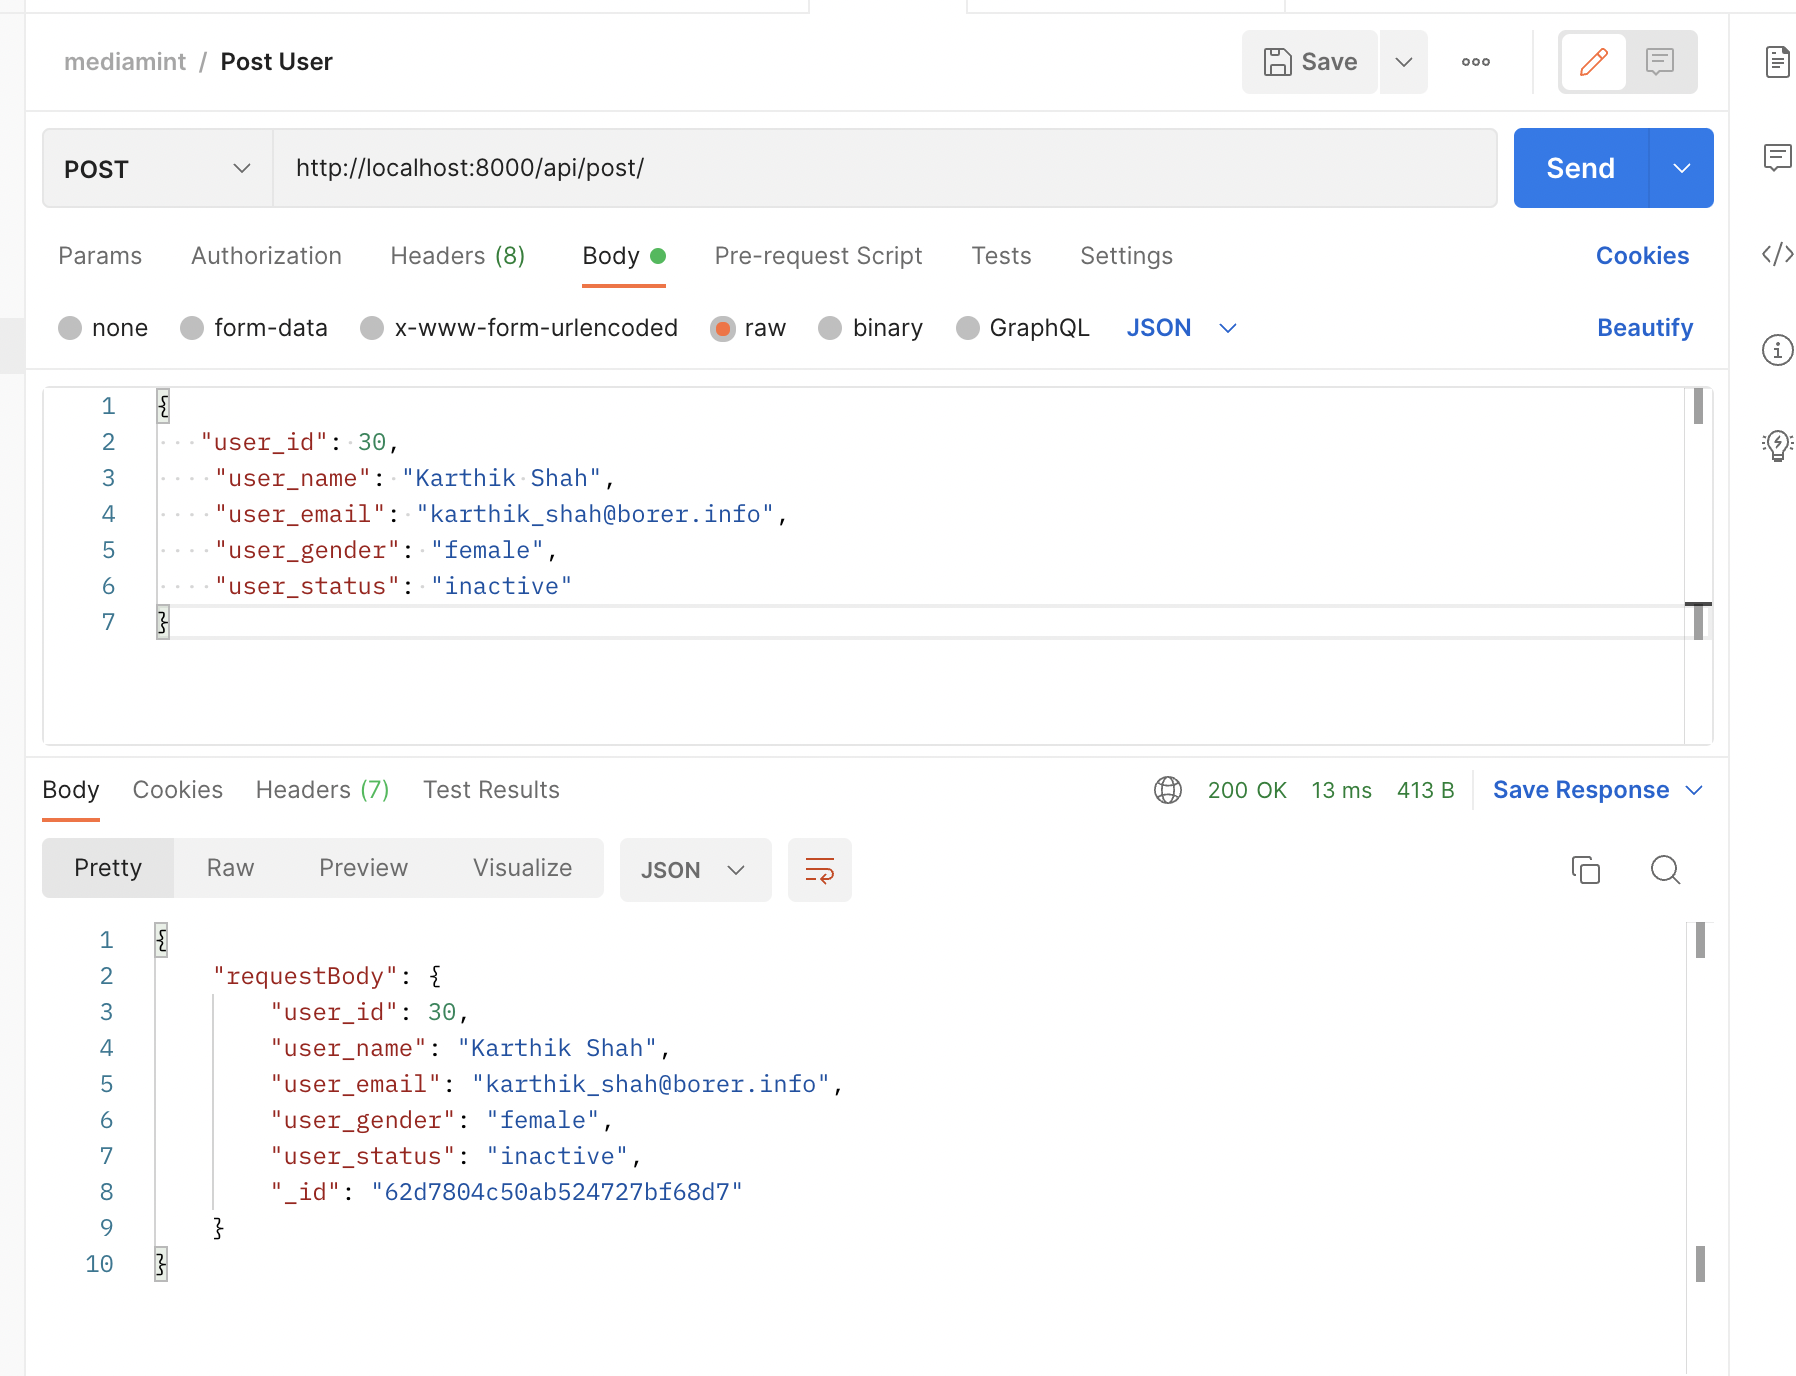 mediamint / Post User
Save
POST
http://localhost:8000/api/post/
Send
Params Authorization Headers (8) Body Pre-request Script Tests Settings Cookies
none form-data x-www-form-urlencoded raw binary GraphQL JSON Beautify
1 {
2 "user_id": 30,
3 "user_name": "Karthik Shah",
4 "user_email": "karthik_shah@borer.info",
5 "user_gender": "female",
6 "user_status": "inactive"
7 }
Body Cookies Headers (7) Test Results 200 OK 13 ms 413 B Save Response
Pretty Raw Preview Visualize JSON
1 {
2 "requestBody": {
3 "user_id": 30,
4 "user_name": "Karthik Shah",
5 "user_email": "karthik_shah@borer.info",
6 "user_gender": "female",
7 "user_status": "inactive",
8 "_id": "62d7804c50ab524727bf68d7"
9 }
10 }